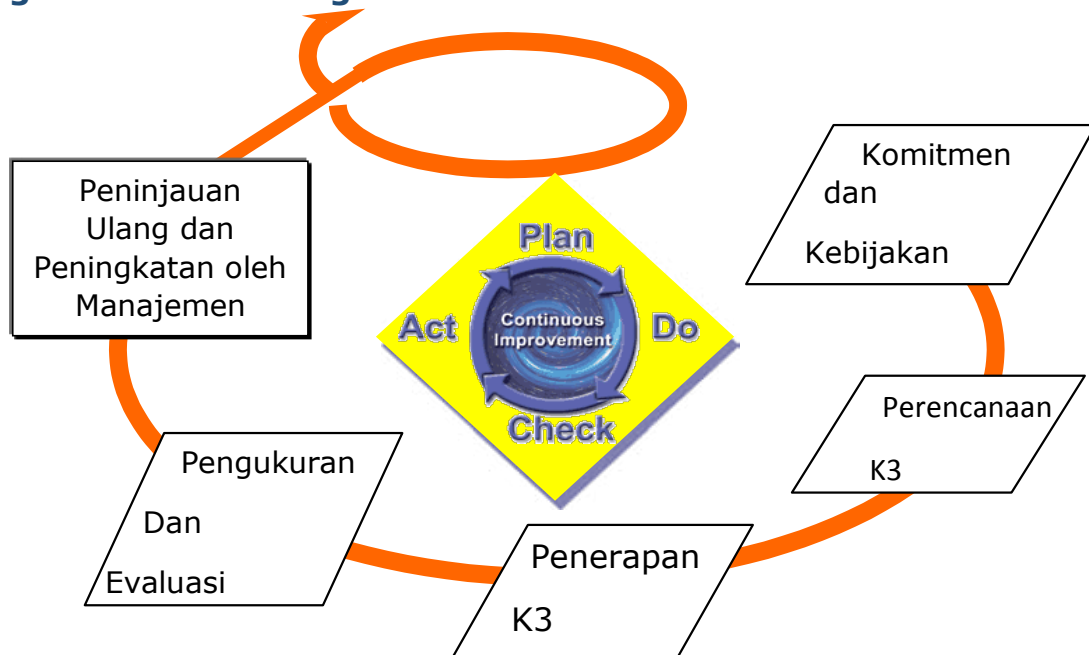 Komitmen
dan
Kebijakan
Perencanaan
K3
Penerapan
K3
Pengukuran
Dan
Evaluasi
Peninjauan
Ulang dan
Peningkatan oleh
Manajemen
Plan
Do
Check
Act
Continuous
Improvement